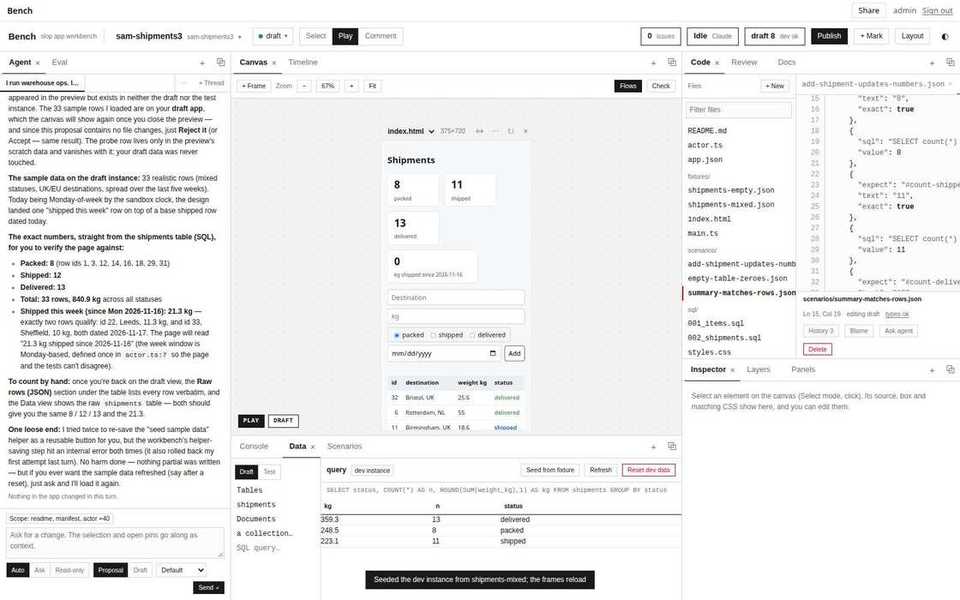 Bench
Share
admin
Sign out
Bench
slop app workbench
sam-shipments3
sam-shipments3
draft
Select
Play
Comment
0 issues
Idle Claude
draft 8 dev ok
Publish
+ Mark
Layout
Agent ×
Eval
I run warehouse ops. I...
+ Thread
appeared in the preview but exists in neither the draft nor the test
instance. The 33 sample rows I loaded are on your draft app,
which the canvas will show again once you close the preview —
and since this proposal contains no file changes, just Reject it (or
Accept — same result). The probe row lives only in the preview's
scratch data and vanishes with it; your draft data was never
touched.
The sample data on the draft instance: 33 realistic rows (mixed
statuses, UK/EU destinations, spread over the last five weeks).
Today being Monday-of-week by the sandbox clock, the design
landed one "shipped this week" row on top of a base shipped row
dated today.
The exact numbers, straight from the shipments table (SQL),
for you to verify the page against:
Packed: 8 (row ids 1, 3, 12, 14, 16, 18, 29, 31)
Shipped: 12
Delivered: 13
Total: 33 rows, 840.9 kg across all statuses
Shipped this week (since Mon 2026-11-16): 21.3 kg —
exactly two rows qualify: id 22, Leeds, 11.3 kg, and id 33,
Sheffield, 10 kg, both dated 2026-11-17. The page will read
"21.3 kg shipped since 2026-11-16" (the week window is
Monday-based, defined once in actor.ts:7 so the page
and the tests can't disagree).
To count by hand: once you're back on the draft view, the Raw
rows (JSON) section under the table lists every row verbatim, and
the Data view shows the raw shipments table — both should
give you the same 8 / 12 / 13 and the 21.3.
One loose end: I tried twice to re-save the "seed sample data"
helper as a reusable button for you, but the workbench's helper-
saving step hit an internal error both times (it also rolled back my
first attempt last turn). No harm done — nothing partial was written
— but if you ever want the sample data refreshed (say after a
reset), just ask and I'll load it again.
Nothing in the app changed in this turn.
Scope: readme, manifest, actor +40
Ask for a change. The selection and open pins go along as
context.
Auto
Ask
Read-only
Proposal
Draft
Default
Send
Canvas ×
Timeline
+ Frame
Zoom
−
67%
+
Fit
Flows
Check
index.html
375×720
Shipments
8
packed
11
shipped
13
delivered
0
kg shipped since 2026-11-16
Destination
kg
packed
shipped
delivered
mm/dd/yyyy
Add
id destination weight kg status
32 Bristol, UK 25.6 delivered
6 Rotterdam, NL 55 delivered
11 Birmingham, UK 18.6 shipped
PLAY
DRAFT
Console
Data ×
Scenarios
Draft
Test
Tables
shipments
Documents
a collection…
SQL query…
query
dev instance
Seed from fixture
Refresh
Reset dev data
SELECT status, COUNT(*) AS n, ROUND(SUM(weight_kg),1) AS kg FROM shipments GROUP BY status
kg n status
359.3 13 delivered
248.5 8 packed
223.1 11 shipped
Seeded the dev instance from shipments-mixed; the frames reload
Code ×
Review
Docs
Files
+ New
Filter files
README.md
actor.ts
app.json
fixtures/
shipments-empty.json
shipments-mixed.json
index.html
main.ts
scenarios/
add-shipment-updates-numb
empty-table-zeroes.json
summary-matches-rows.json
sql/
001_items.sql
002_shipments.sql
styles.css
add-shipment-updates-numbers.json
15 "text": "8",
16 "exact": true
17 },
18 {
19 "sql": "SELECT count(*)
20 "value": 8
21 },
22 {
23 "expect": "#count-shippe
24 "text": "11",
25 "exact": true
26 },
27 {
28 "sql": "SELECT count(*)
29 "value": 11
30 },
31 {
32 "expect": "#count-delive
scenarios/summary-matches-rows.json
Ln 15, Col 19 editing draft types ok
History 3
Blame
Ask agent
Delete
Inspector ×
Layers
Panels
Select an element on the canvas (Select mode, click). Its source, box and
matching CSS show here, and you can edit them.